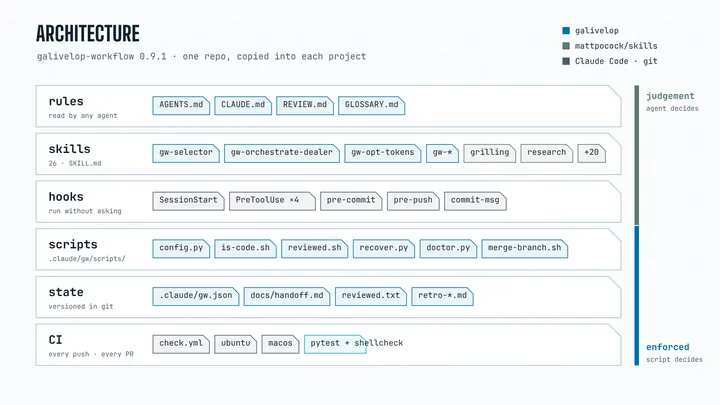 ARCHITECTURE
galivelop-workflow 0.9.1 · one repo, copied into each project
galivelop
mattpocock/skills
Claude Code · git
rules
read by any agent
AGENTS.md CLAUDE.md REVIEW.md GLOSSARY.md
skills
26 · SKILL.md
gw-selector gw-orchestrate-dealer gw-opt-tokens gw-* grilling research +20
hooks
run without asking
SessionStart PreToolUse ×4 pre-commit pre-push commit-msg
scripts
.claude/gw/scripts/
config.py is-code.sh reviewed.sh recover.py doctor.py merge-branch.sh
state
versioned in git
.claude/gw.json docs/handoff.md reviewed.txt retro-*.md
CI
every push · every PR
check.yml ubuntu macos pytest + shellcheck
judgement
agent decides
enforced
script decides